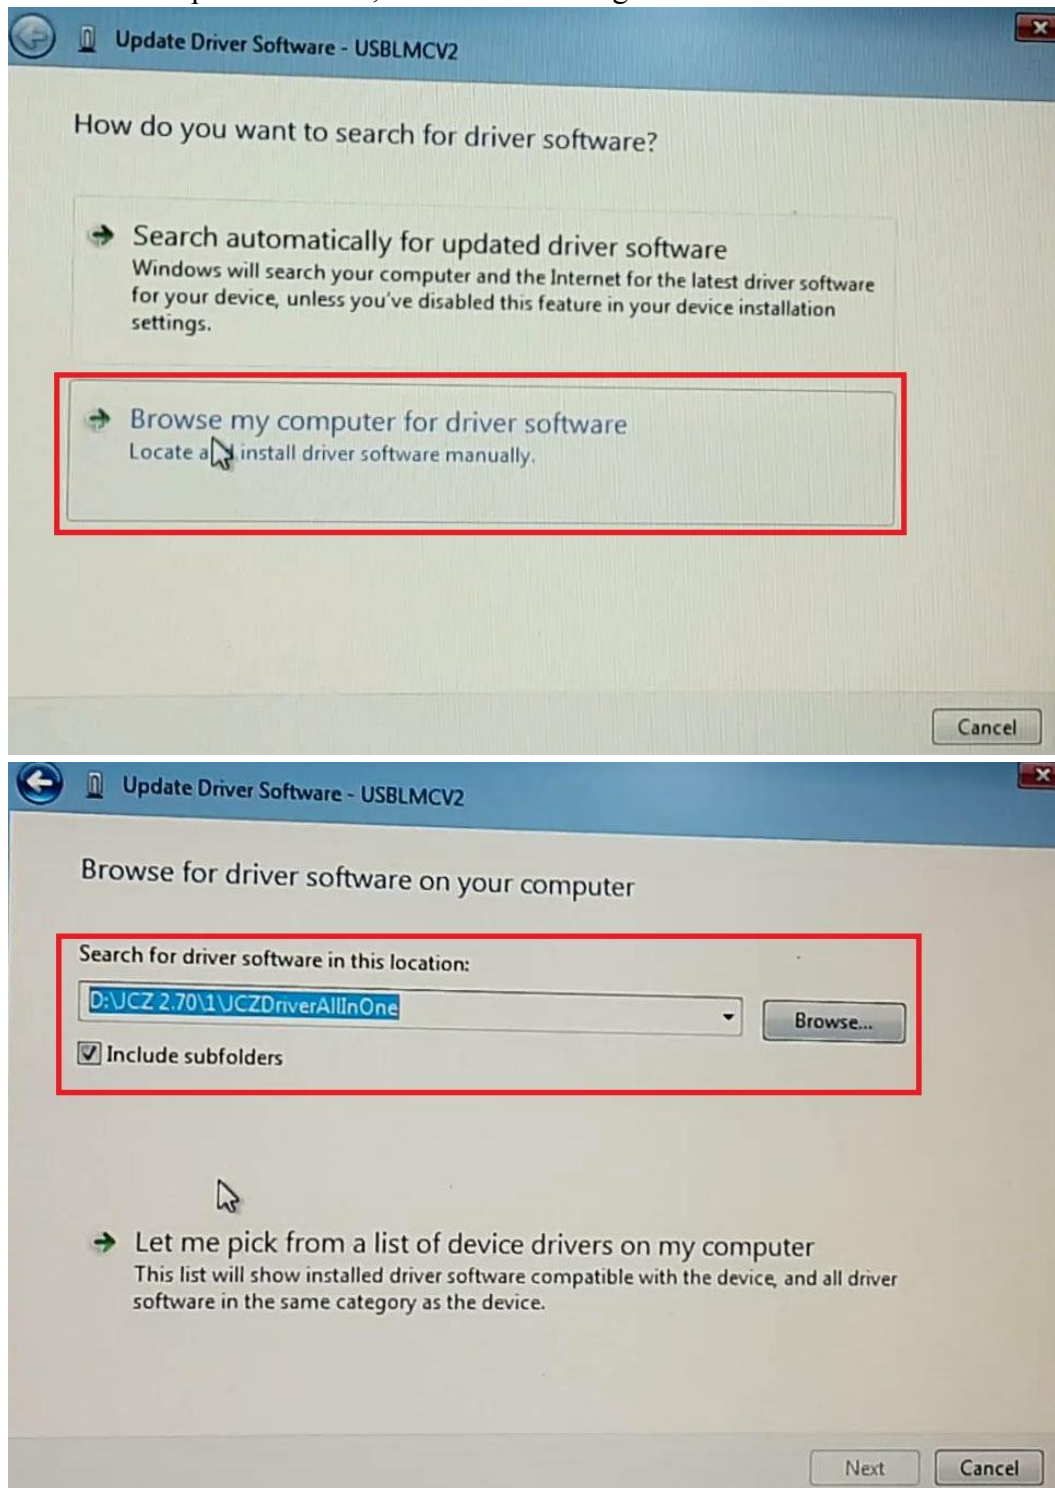 Update Driver Software - USBLMCV2
How do you want to search for driver software?
Search automatically for updated driver software
Windows will search your computer and the Internet for the latest driver software
for your device, unless you've disabled this feature in your device installation
settings.
Browse my computer for driver software
Locate install driver software manually.
Cancel
Update Driver Software - USBLMCV2
Browse for driver software on your computer
Search for driver software in this location:
D:\JCZ 2.70\1\JCZDriverAllInOne
Browse...
Include subfolders
Let me pick from a list of device drivers on my computer
This list will show installed driver software compatible with the device, and all driver
software in the same category as the device.
Next
Cancel